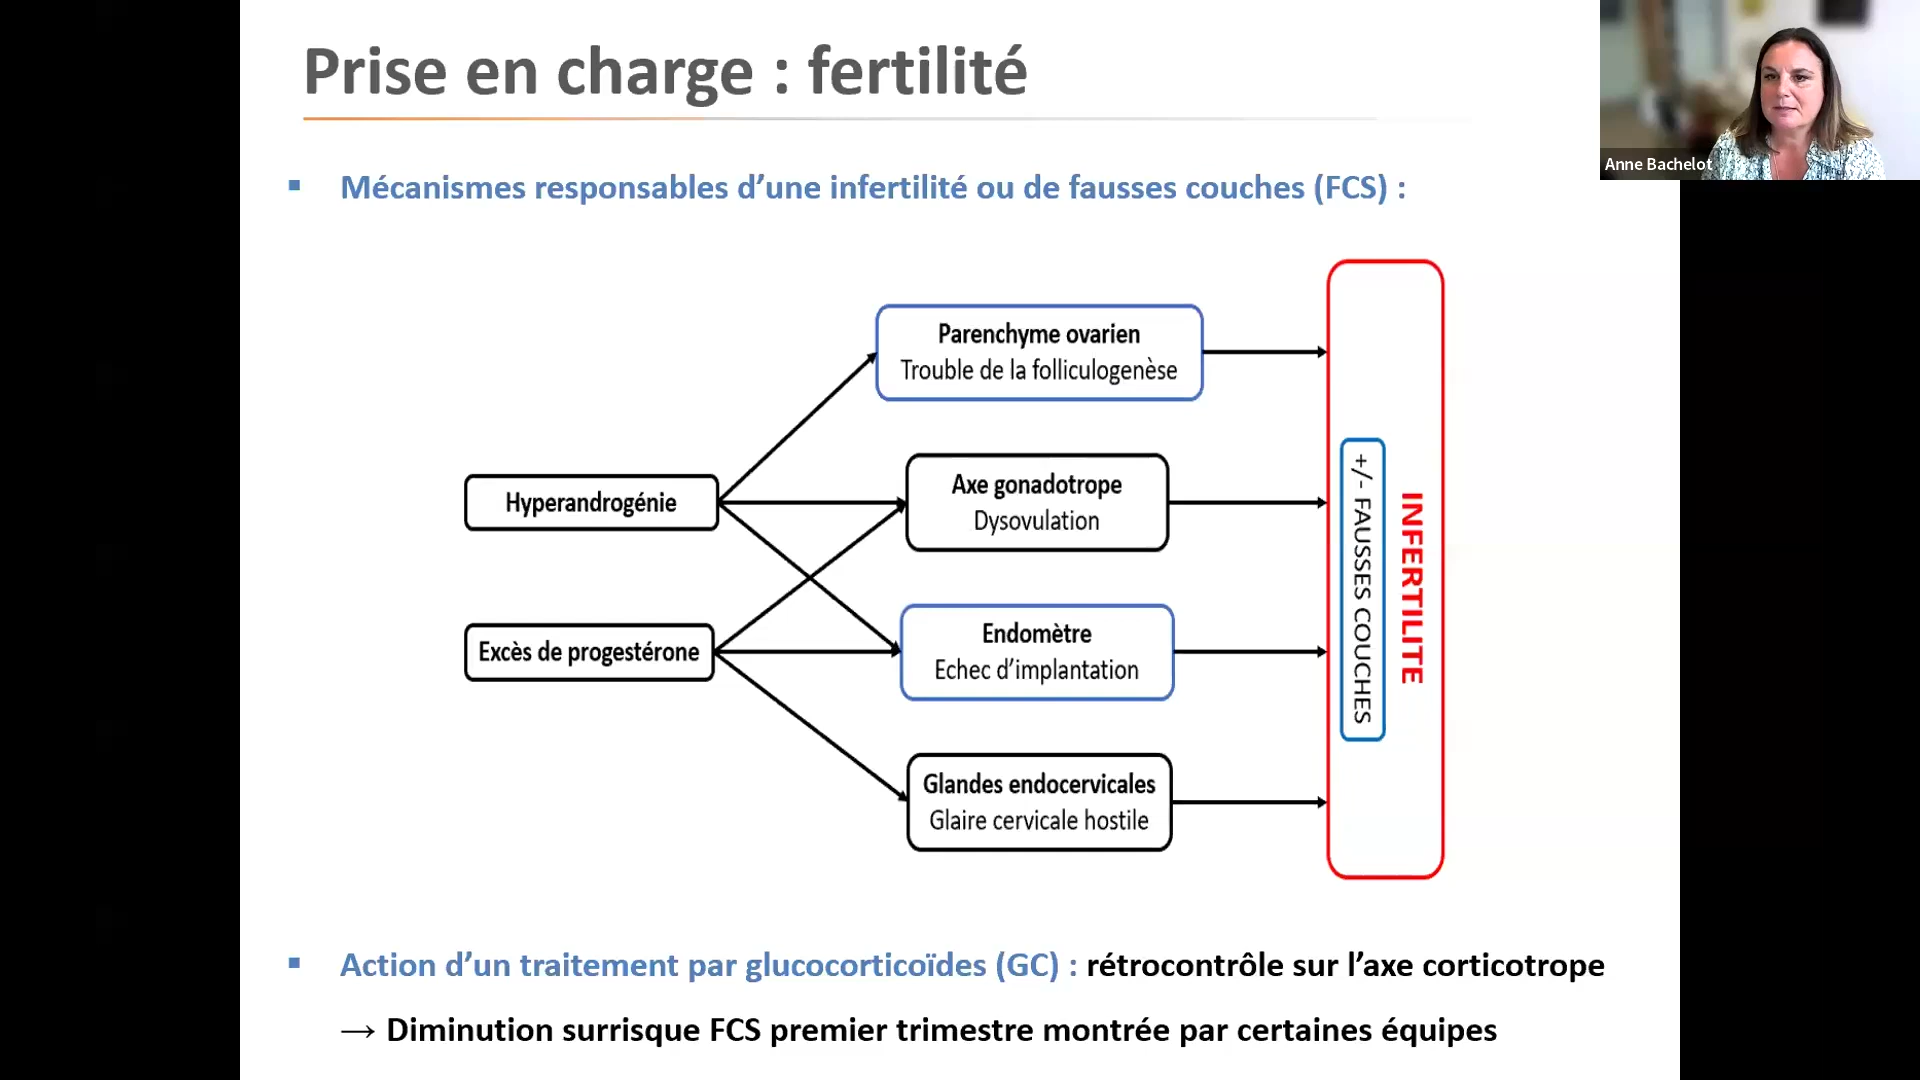 Prise en charge : fertilité
Anne Bachelot
▪ Mécanismes responsables d’une infertilité ou de fausses couches (FCS) :
Parenchyme ovarien
Trouble de la folliculogenèse
Hyperandrogénie
Axe gonadotrope
Dysovulation
Excès de progestérone
Endomètre
Echec d’implantation
Glandes endocervicales
Glaire cervicale hostile
+/- FAUSSES COUCHES
INFERTILITE
▪ Action d’un traitement par glucocorticoïdes (GC) : rétrocontrôle sur l’axe corticotrope
→ Diminution surrisque FCS premier trimestre montrée par certaines équipes